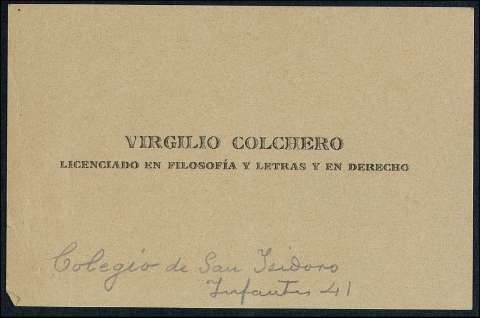 VIRGILIO COLCHERO
LICENCIADO EN FILOSOFÍA Y LETRAS Y EN DERECHO
Colegio de San Isidoro
Infantes 41